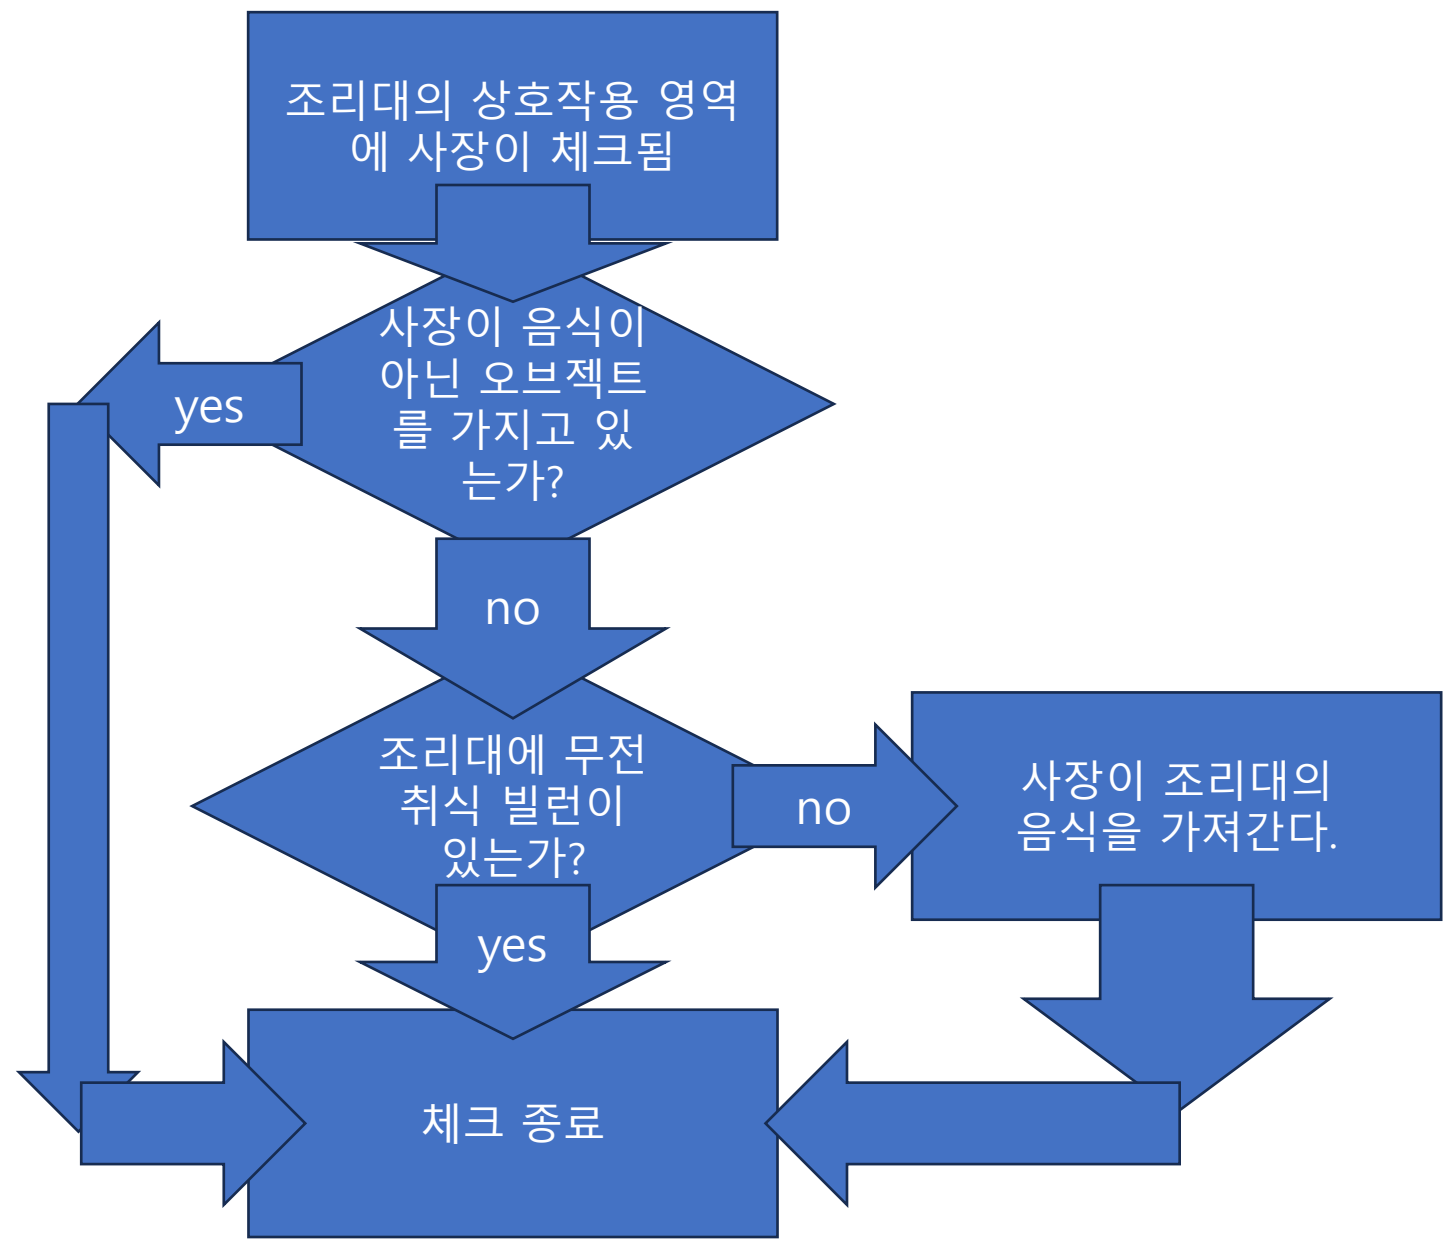 조리대의 상호작용 영역
에 사장이 체크됨
사장이 음식이
아닌 오브젝트
를 가지고 있
는가?
yes
no
조리대에 무전
취식 빌런이
있는가?
no
사장이 조리대의
음식을 가져간다.
yes
체크 종료